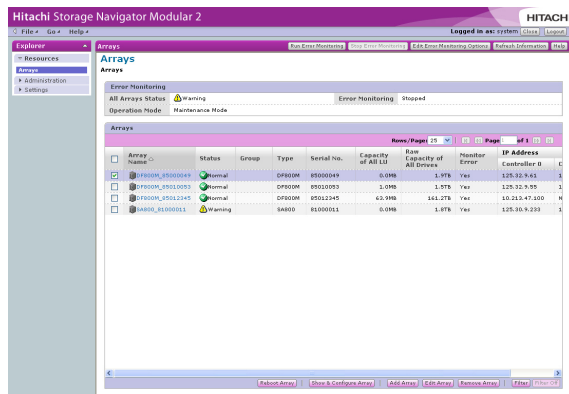 Hitachi Storage Navigator Modular 2
HITACH
File Go Help
Logged in as: system Close Logout
Explorer
Arrays
Run Error Monitoring Stop Error Monitoring Edit Error Monitoring Options Refresh Information Help
Resources
Arrays
Administration
Settings
Arrays
Arrays
Error Monitoring
All Arrays Status Warning Error Monitoring Stopped
Operation Mode Maintenance Mode
Arrays
Rows/Page: 25 Page of 1
Array Name Status Group Type Serial No. Capacity of All LU Raw Capacity of All Drives Monitor Error IP Address
Controller 0 C
DF800M_85000049 Normal DF800M 85000049 0.0MB 1.9TB Yes 125.32.9.61 1
DF800M_85010053 Normal DF800M 85010053 0.0MB 1.0TB Yes 125.32.9.55 1
DF800M_85012345 Normal DF800M 85012345 63.9MB 161.2TB Yes 10.213.47.100 N
SA800_81000011 Warning SA800 81000011 0.0MB 1.8TB Yes 125.30.9.233 1
Reboot Array Show & Configure Array Add Array Edit Array Remove Array Filter Filter Off